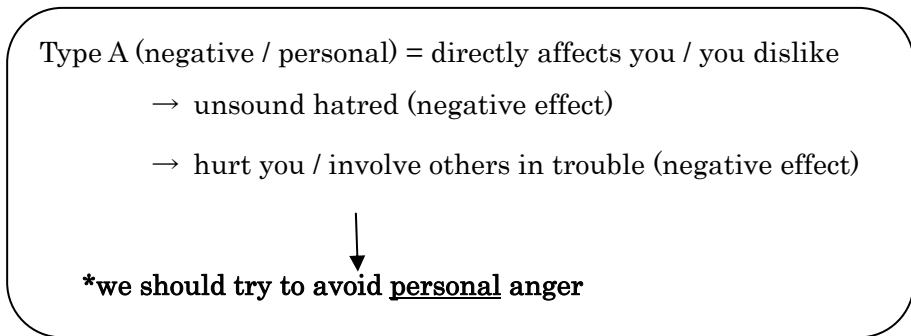 Type A (negative / personal) = directly affects you / you dislike
→ unsound hatred (negative effect)
→ hurt you / involve others in trouble (negative effect)
*we should try to avoid personal anger